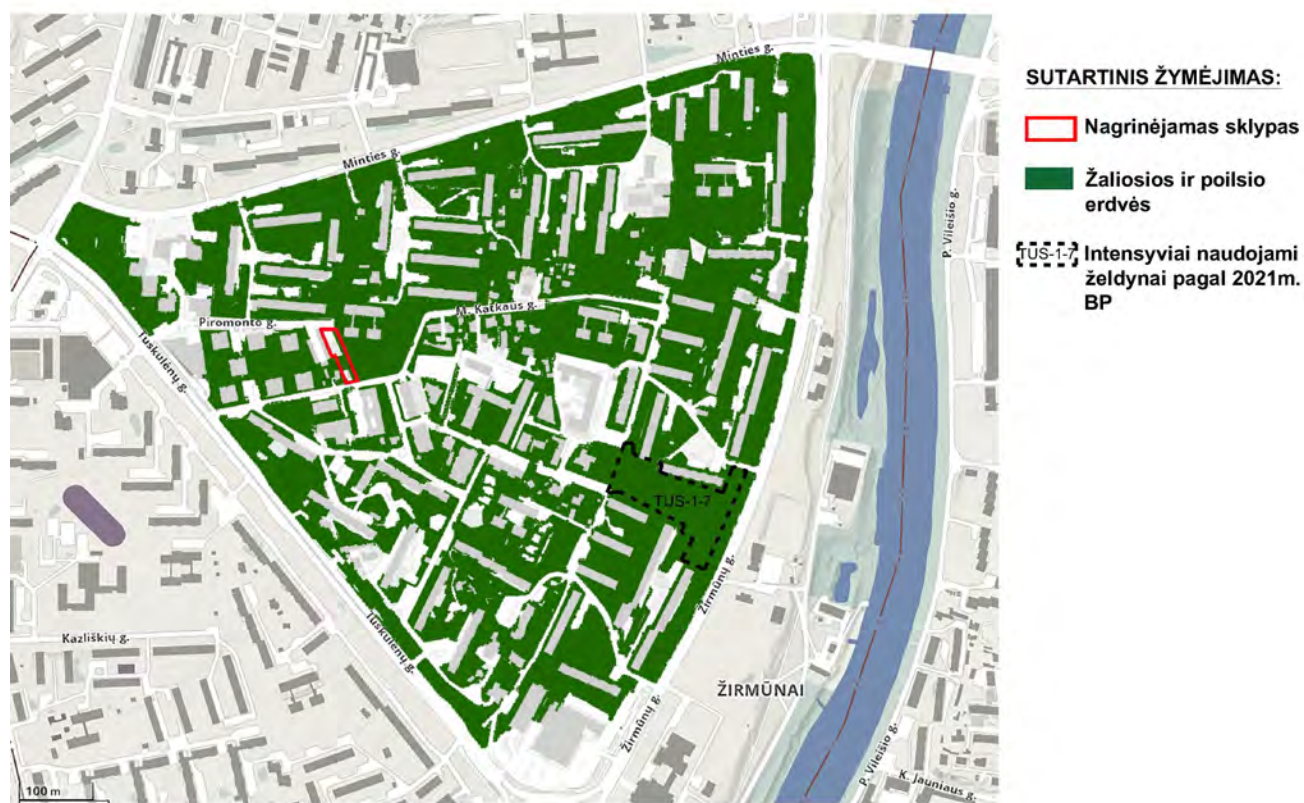 Minties g.
Minties g.
P. Vileišio g.
Piromonto g.
M. Katkaus g.
Tuskulėnų g.
TUS-1-7
Žirmūnų g.
Kazliškių g.
Tuskulėnų g.
ŽIRMŪNAI
Žirmūnų g.
P. Vileišio g.
K. Jauniaus g.
100 m
SUTARTINIS ŽYMĖJIMAS:
Nagrinėjamas sklypas
Žaliosios ir poilsio
erdvės
TUS-1-7
Intensyviai naudojami
želdynai pagal 2021m.
BP